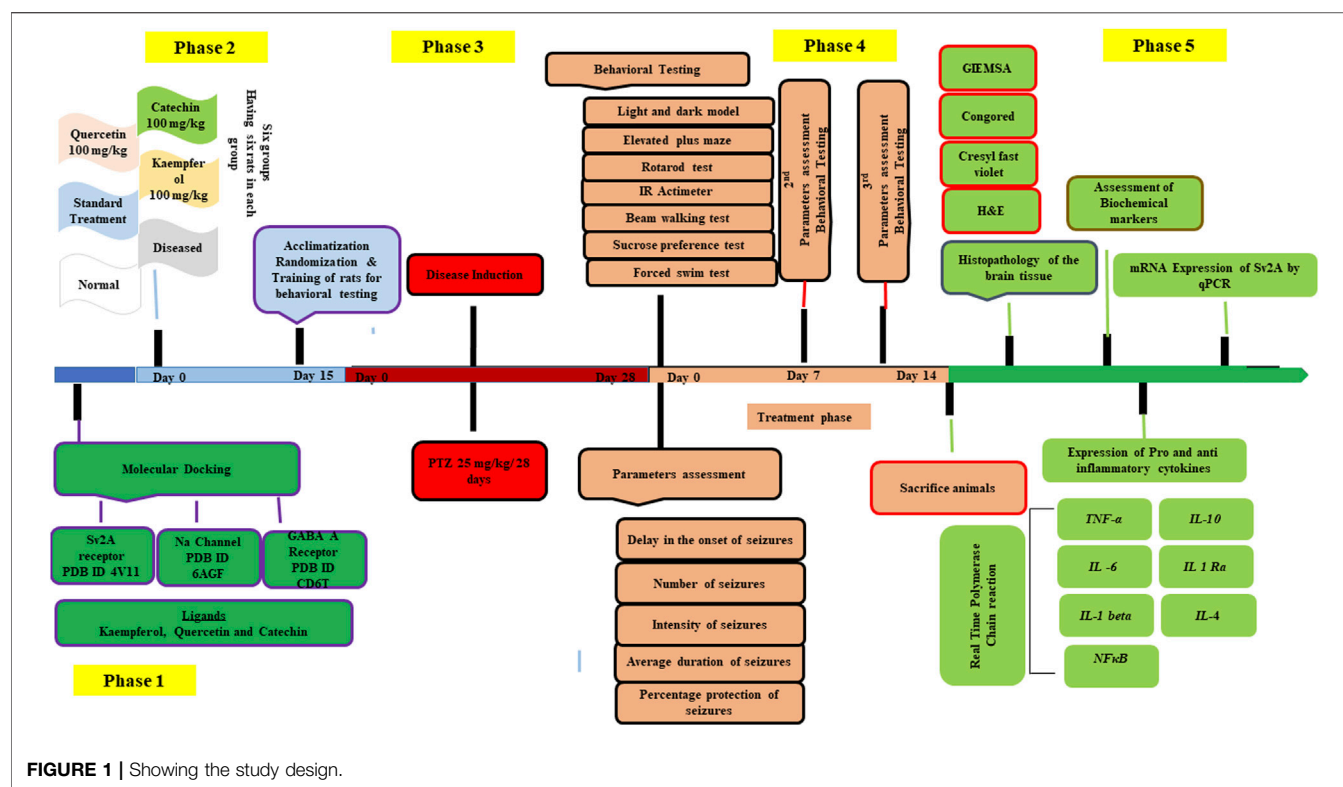 Phase 2
Phase 3
Phase 4
Phase 5
Quercetin
100 mg/kg
Catechin
100 mg/kg
Standard
Treatment
Kaempfer
ol
100 mg/kg
Normal
Diseased
Six groups
Having six rats in each
group
Acclimatization
Randomization &
Training of rats for
behavioral testing
Disease Induction
Behavioral Testing
Light and dark model
Elevated plus maze
Rotarod test
IR Actimeter
Beam walking test
Sucrose preference test
Forced swim test
2nd
Parameters assessment
Behavioral Testing
3rd
Parameters assessment
Behavioral Testing
GIEMSA
Congored
Cresyl fast
violet
H&E
Histopathology of the
brain tissue
Assessment of
Biochemical
markers
mRNA Expression of Sv2A by
qPCR
Day 0
Day 15
Day 0
Day 28
Day 0
Day 7
Day 14
Treatment phase
Molecular Docking
Sv2A
receptor
PDB ID 4V11
Na Channel
PDB ID
6AGF
GABA A
Receptor
PDB ID
CD6T
Ligands
Kaempferol, Quercetin and Catechin
Phase 1
PTZ 25 mg/kg/28
days
Parameters assessment
Delay in the onset of seizures
Number of seizures
Intensity of seizures
Average duration of seizures
Percentage protection of
seizures
Sacrifice animals
Real Time Polymerase
Chain reaction
Expression of Pro and anti
inflammatory cytokines
TNF-α
IL-10
IL -6
IL 1 Ra
IL-1 beta
IL-4
NFκB
FIGURE 1 | Showing the study design.